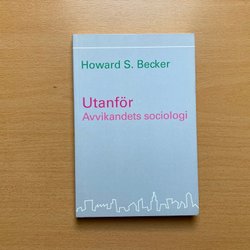 Howard S. Becker
Utanför
Avvikandets sociologi